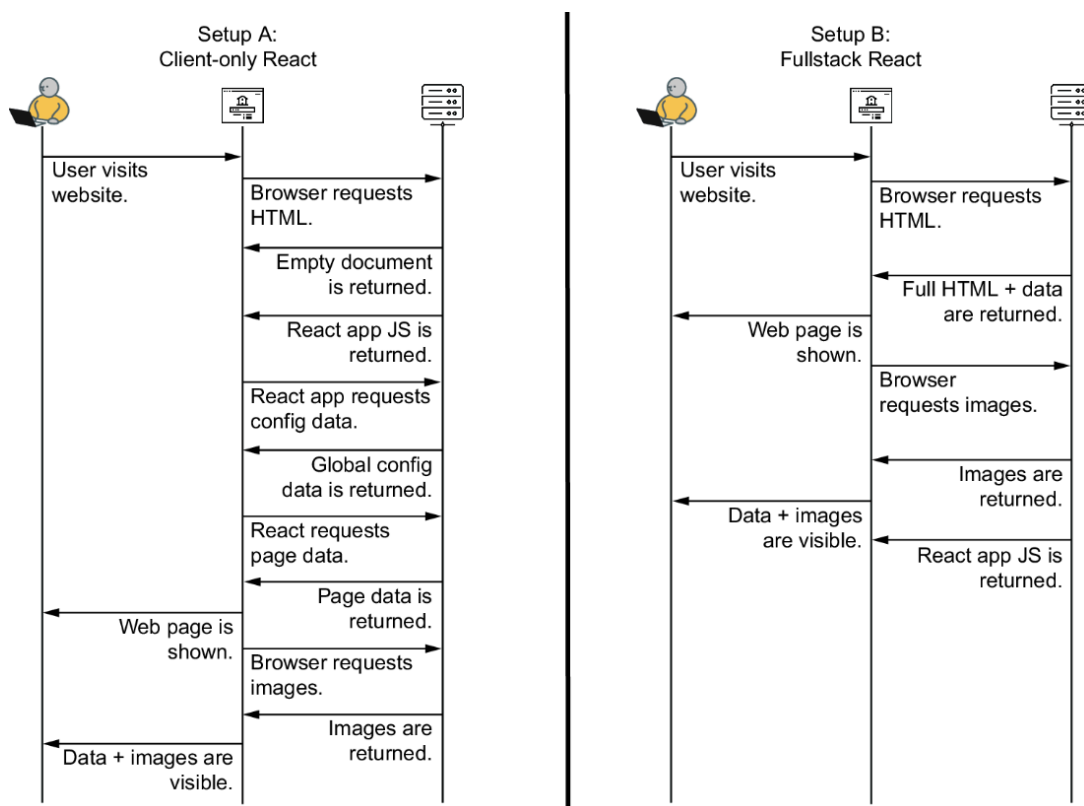 Setup A:
Client-only React
User visits
website.
Browser requests
HTML.
Empty document
is returned.
React app JS is
returned.
React app requests
config data.
Global config
data is returned.
React requests
page data.
Page data is
returned.
Web page is
shown.
Browser requests
images.
Images are
returned.
Data + images are
visible.
Setup B:
Fullstack React
User visits
website.
Browser requests
HTML.
Full HTML + data
are returned.
Web page is
shown.
Browser
requests images.
Images are
returned.
Data + images
are visible.
React app JS is
returned.